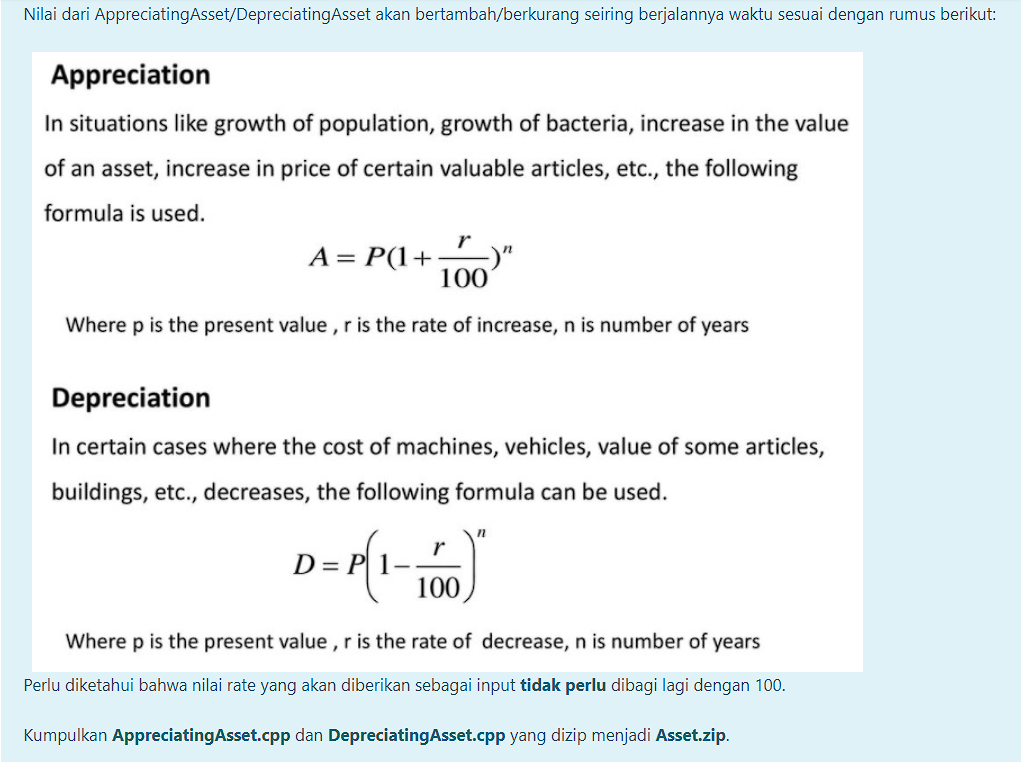 Nilai dari AppreciatingAsset/DepreciatingAsset akan bertambah/berkurang seiring berjalannya waktu sesuai dengan rumus berikut:
Appreciation
In situations like growth of population, growth of bacteria, increase in the value
of an asset, increase in price of certain valuable articles, etc., the following
formula is used.
A = P(1 + r/100)^n
Where p is the present value , r is the rate of increase, n is number of years
Depreciation
In certain cases where the cost of machines, vehicles, value of some articles,
buildings, etc., decreases, the following formula can be used.
D = P(1 − r/100)^n
Where p is the present value , r is the rate of decrease, n is number of years
Perlu diketahui bahwa nilai rate yang akan diberikan sebagai input tidak perlu dibagi lagi dengan 100.
Kumpulkan AppreciatingAsset.cpp dan DepreciatingAsset.cpp yang dizip menjadi Asset.zip.